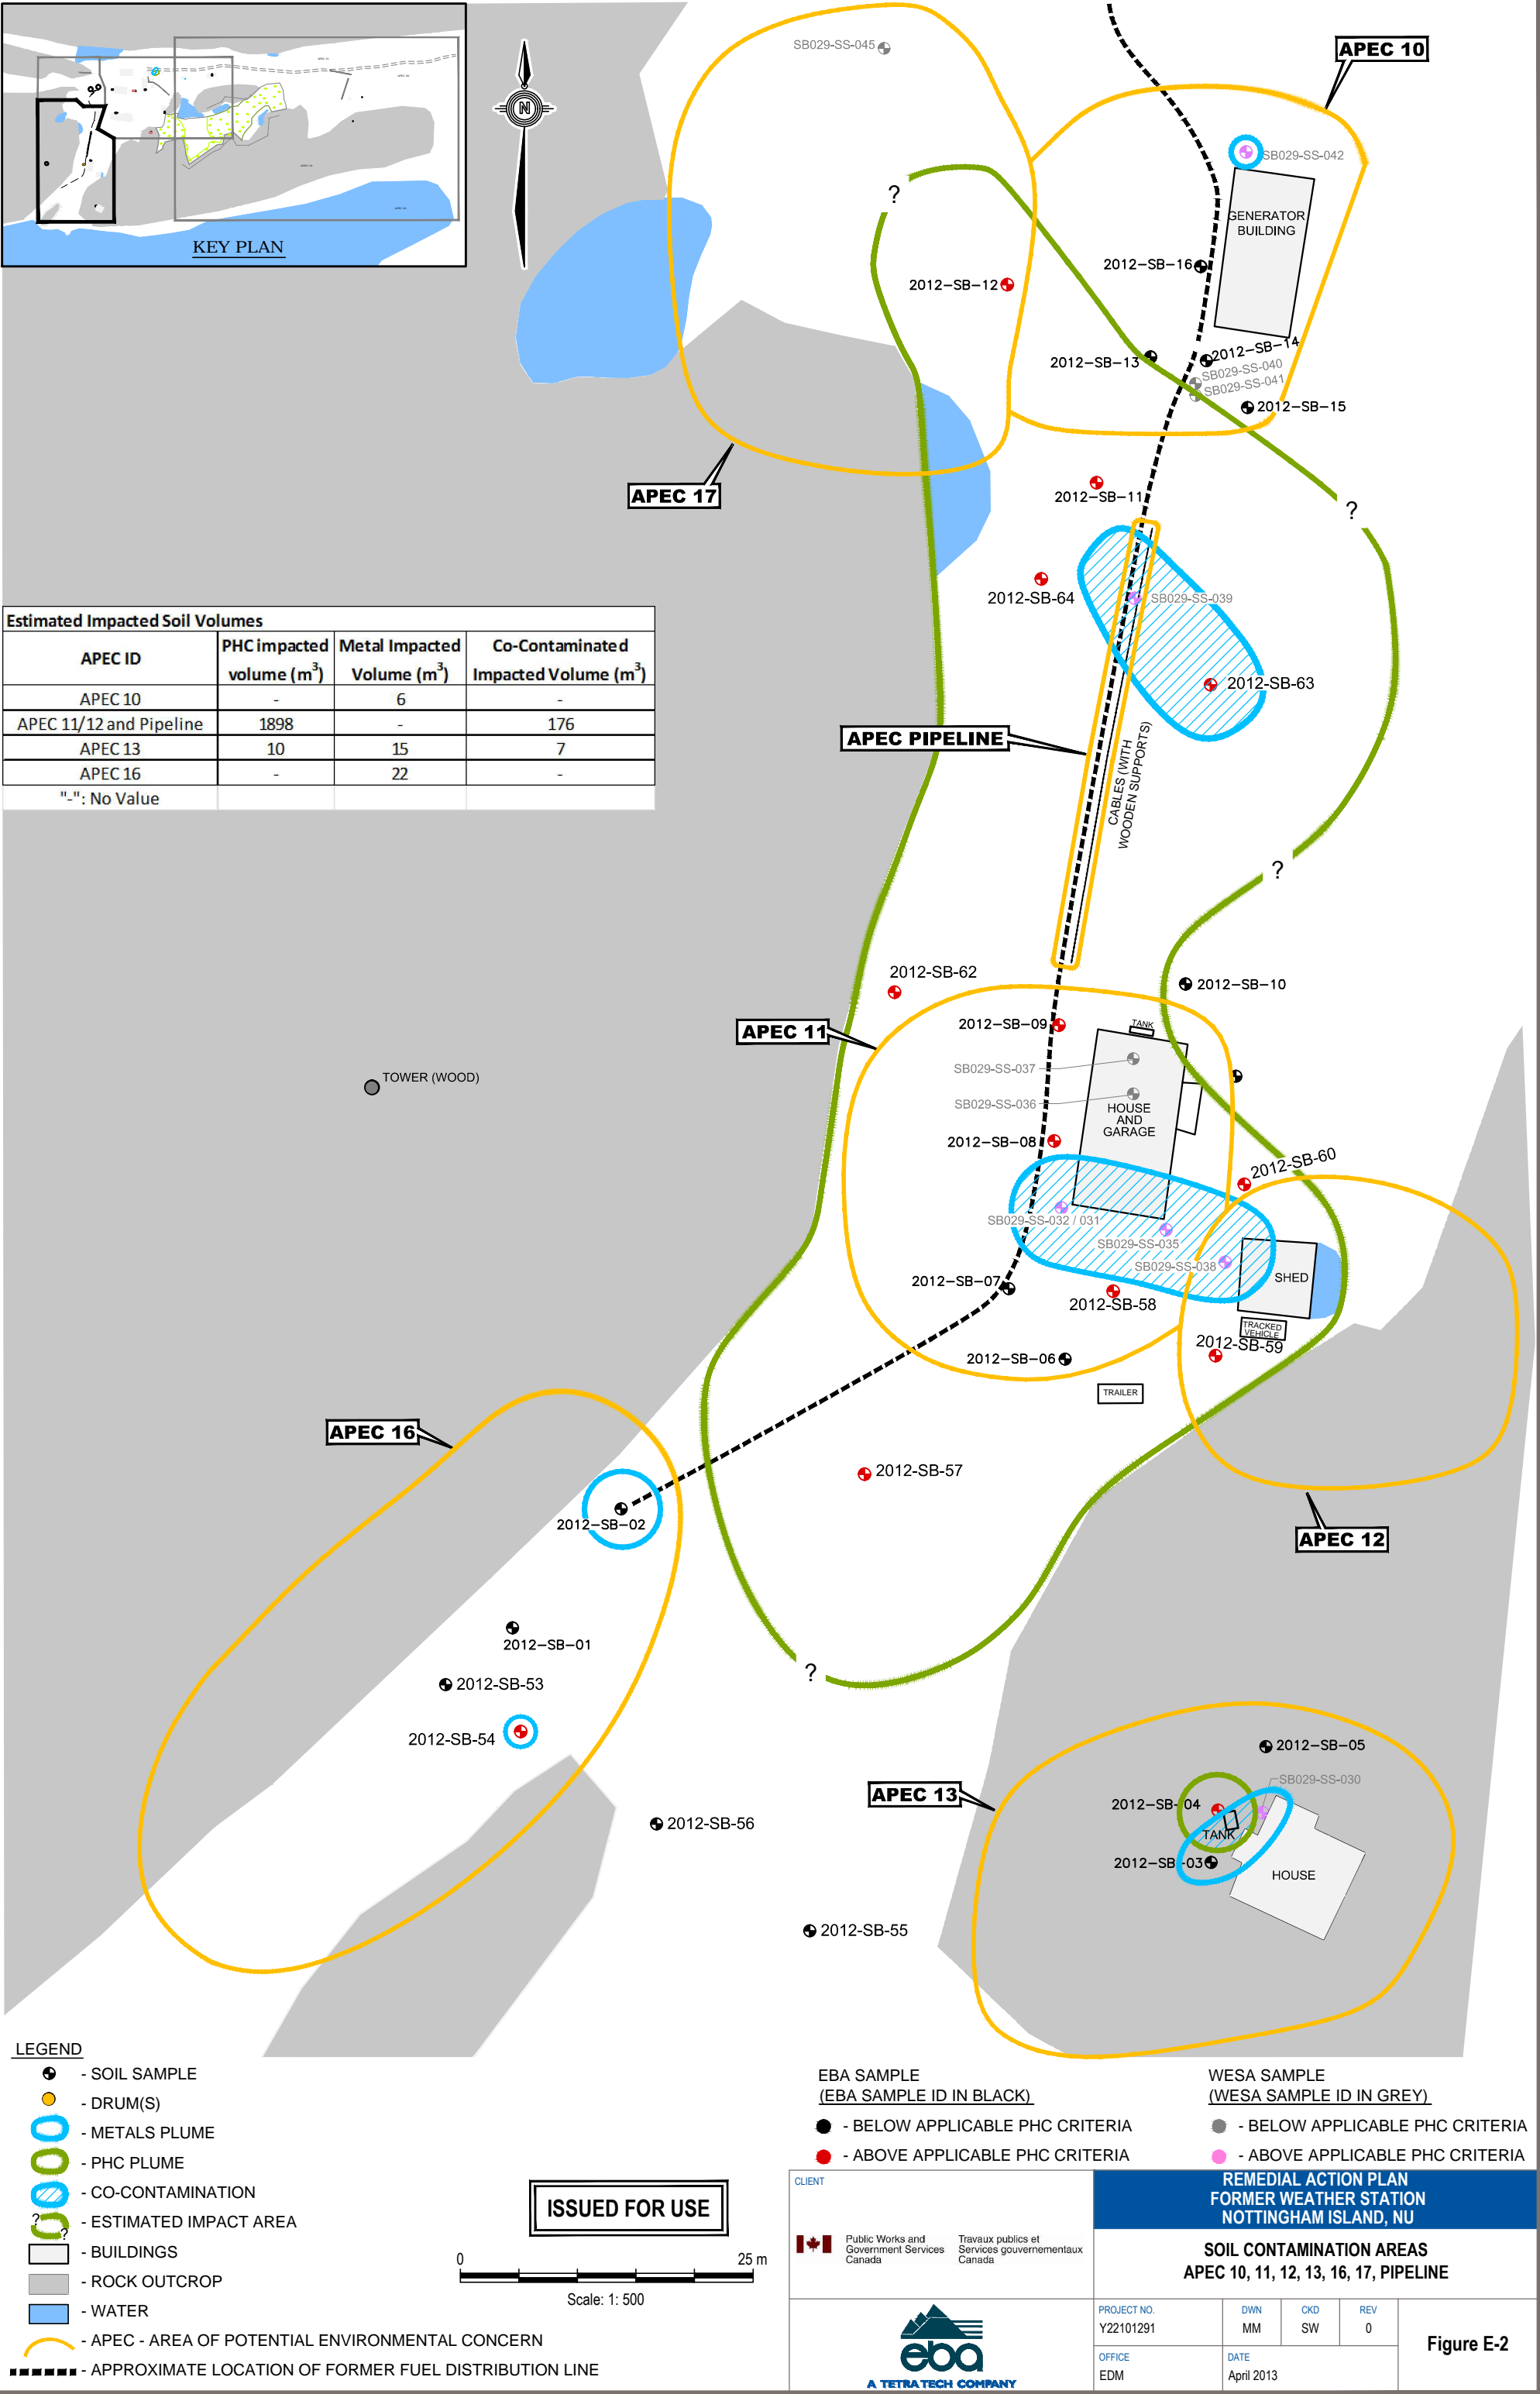 KEY PLAN
N
SB029-SS-045
APEC 10
SB029-SS-042
GENERATOR
BUILDING
?
2012-SB-16
2012-SB-12
2012-SB-13
2012-SB-14
SB029-SS-040
SB029-SS-041
2012-SB-15
APEC 17
2012-SB-11
?
2012-SB-64
SB029-SS-039
2012-SB-63
Estimated Impacted Soil Volumes
APEC ID PHC impacted volume (m3) Metal Impacted Volume (m3) Co-Contaminated Impacted Volume (m3)
APEC 10 - 6 -
APEC 11/12 and Pipeline 1898 - 176
APEC 13 10 15 7
APEC 16 - 22 -
"-": No Value
APEC PIPELINE
CABLES (WITH
WOODEN SUPPORTS)
?
2012-SB-62
2012-SB-10
APEC 11
2012-SB-09
TANK
SB029-SS-037
TOWER (WOOD)
SB029-SS-036
HOUSE
AND
GARAGE
2012-SB-08
2012-SB-60
SB029-SS-032 / 031
SB029-SS-035
SB029-SS-038
SHED
2012-SB-07
2012-SB-58
TRACKED
VEHICLE
2012-SB-59
2012-SB-06
TRAILER
APEC 16
2012-SB-57
2012-SB-02
APEC 12
2012-SB-01
?
2012-SB-53
2012-SB-54
2012-SB-05
SB029-SS-030
APEC 13
2012-SB-04
TANK
2012-SB-56
2012-SB-03
HOUSE
2012-SB-55
LEGEND
- SOIL SAMPLE
- DRUM(S)
- METALS PLUME
- PHC PLUME
- CO-CONTAMINATION
? ? - ESTIMATED IMPACT AREA
- BUILDINGS
- ROCK OUTCROP
- WATER
- APEC - AREA OF POTENTIAL ENVIRONMENTAL CONCERN
- APPROXIMATE LOCATION OF FORMER FUEL DISTRIBUTION LINE
ISSUED FOR USE
0 25 m
Scale: 1: 500
EBA SAMPLE
(EBA SAMPLE ID IN BLACK)
- BELOW APPLICABLE PHC CRITERIA
- ABOVE APPLICABLE PHC CRITERIA
WESA SAMPLE
(WESA SAMPLE ID IN GREY)
- BELOW APPLICABLE PHC CRITERIA
- ABOVE APPLICABLE PHC CRITERIA
CLIENT
Public Works and
Government Services
Canada
Travaux publics et
Services gouvernementaux
Canada
eba
A TETRA TECH COMPANY
REMEDIAL ACTION PLAN
FORMER WEATHER STATION
NOTTINGHAM ISLAND, NU
SOIL CONTAMINATION AREAS
APEC 10, 11, 12, 13, 16, 17, PIPELINE
PROJECT NO.
Y22101291
DWN
MM
CKD
SW
REV
0
OFFICE
EDM
DATE
April 2013
Figure E-2